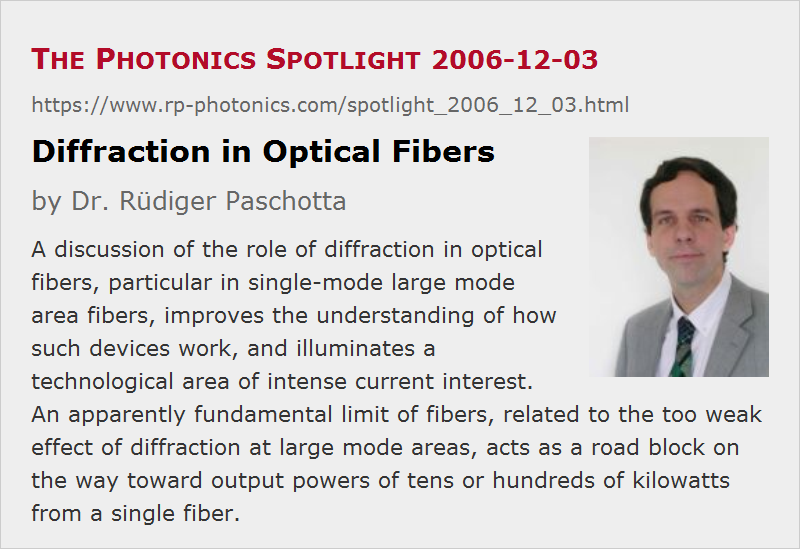 The Photonics Spotlight 2006-12-03
https://www.rp-photonics.com/spotlight_2006_12_03.html
Diffraction in Optical Fibers
by Dr. Rüdiger Paschotta
A discussion of the role of diffraction in optical
fibers, particular in single-mode large mode
area fibers, improves the understanding of how
such devices work, and illuminates a
technological area of intense current interest.
An apparently fundamental limit of fibers, related to the too weak
effect of diffraction at large mode areas, acts as a road block on
the way toward output powers of tens or hundreds of kilowatts
from a single fiber.